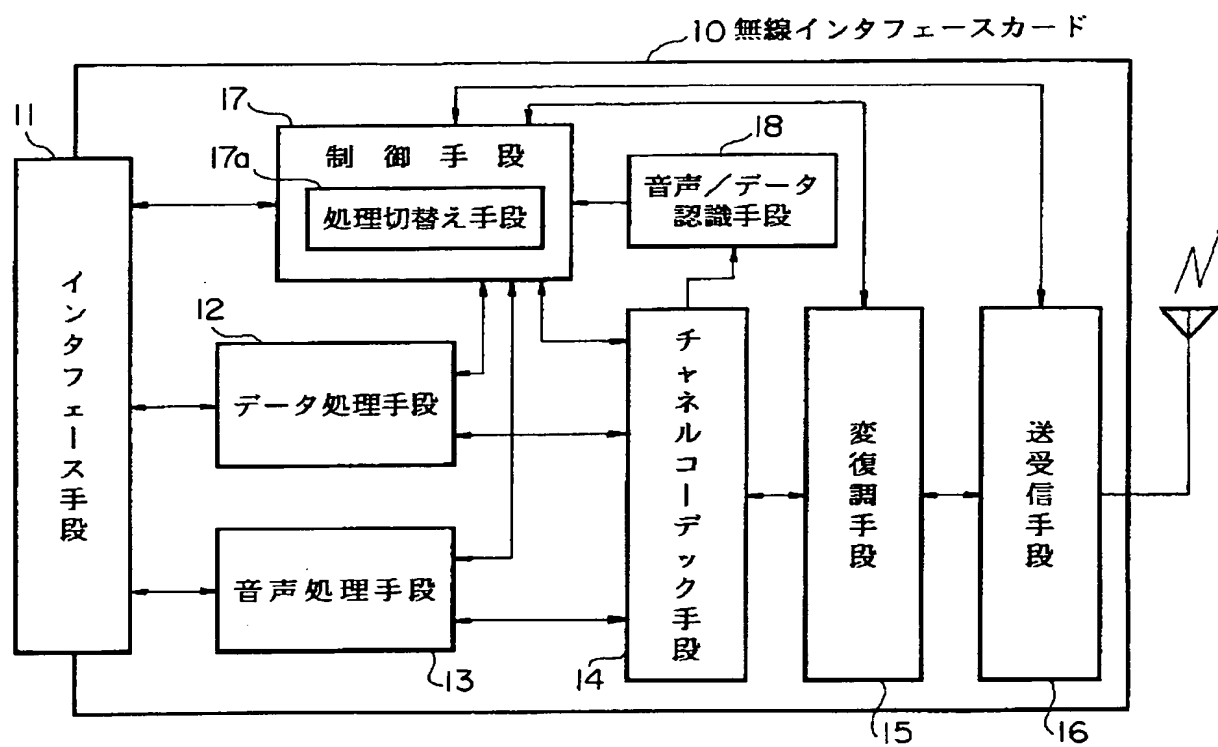 10 無線インタフェースカード
11
インタフェース手段
17
制御手段
17a
処理切替え手段
18
音声／データ
認識手段
12
データ処理手段
音声処理手段
13
チャネルコーデック手段
14
変復調手段
15
送受信手段
16